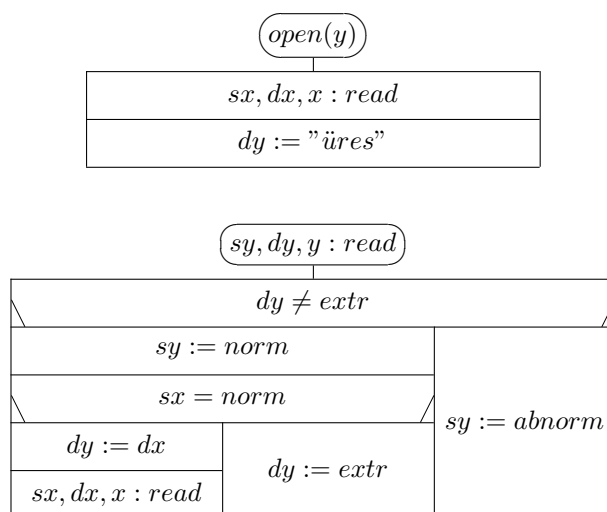 open(y)
sx, dx, x : read
dy := ”üres”
sy, dy, y : read
dy ≠ extr
sy := norm
sx = norm
sy := abnorm
dy := dx
dy := extr
sx, dx, x : read